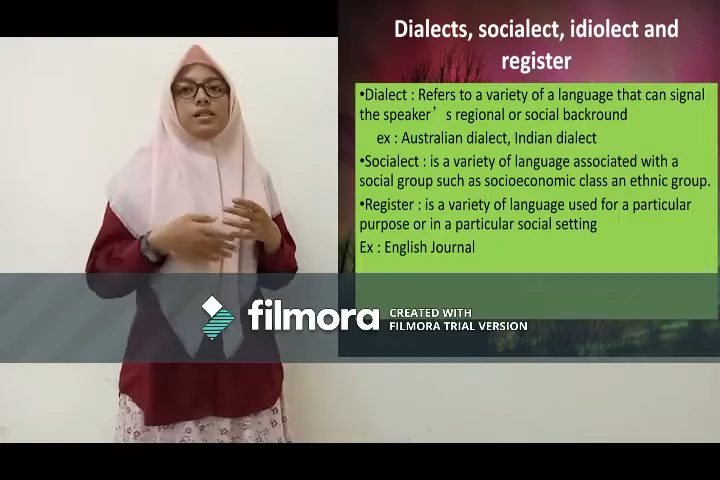 Dialects, socialect, idiolect and
register
•Dialect : Refers to a variety of a language that can signal
the speaker’s regional or social backround
ex : Australian dialect, Indian dialect
•Socialect : is a variety of language associated with a
social group such as socioeconomic class an ethnic group.
•Register : is a variety of language used for a particular
purpose or in a particular social setting
Ex : English Journal
filmora
CREATED WITH
FILMORA TRIAL VERSION